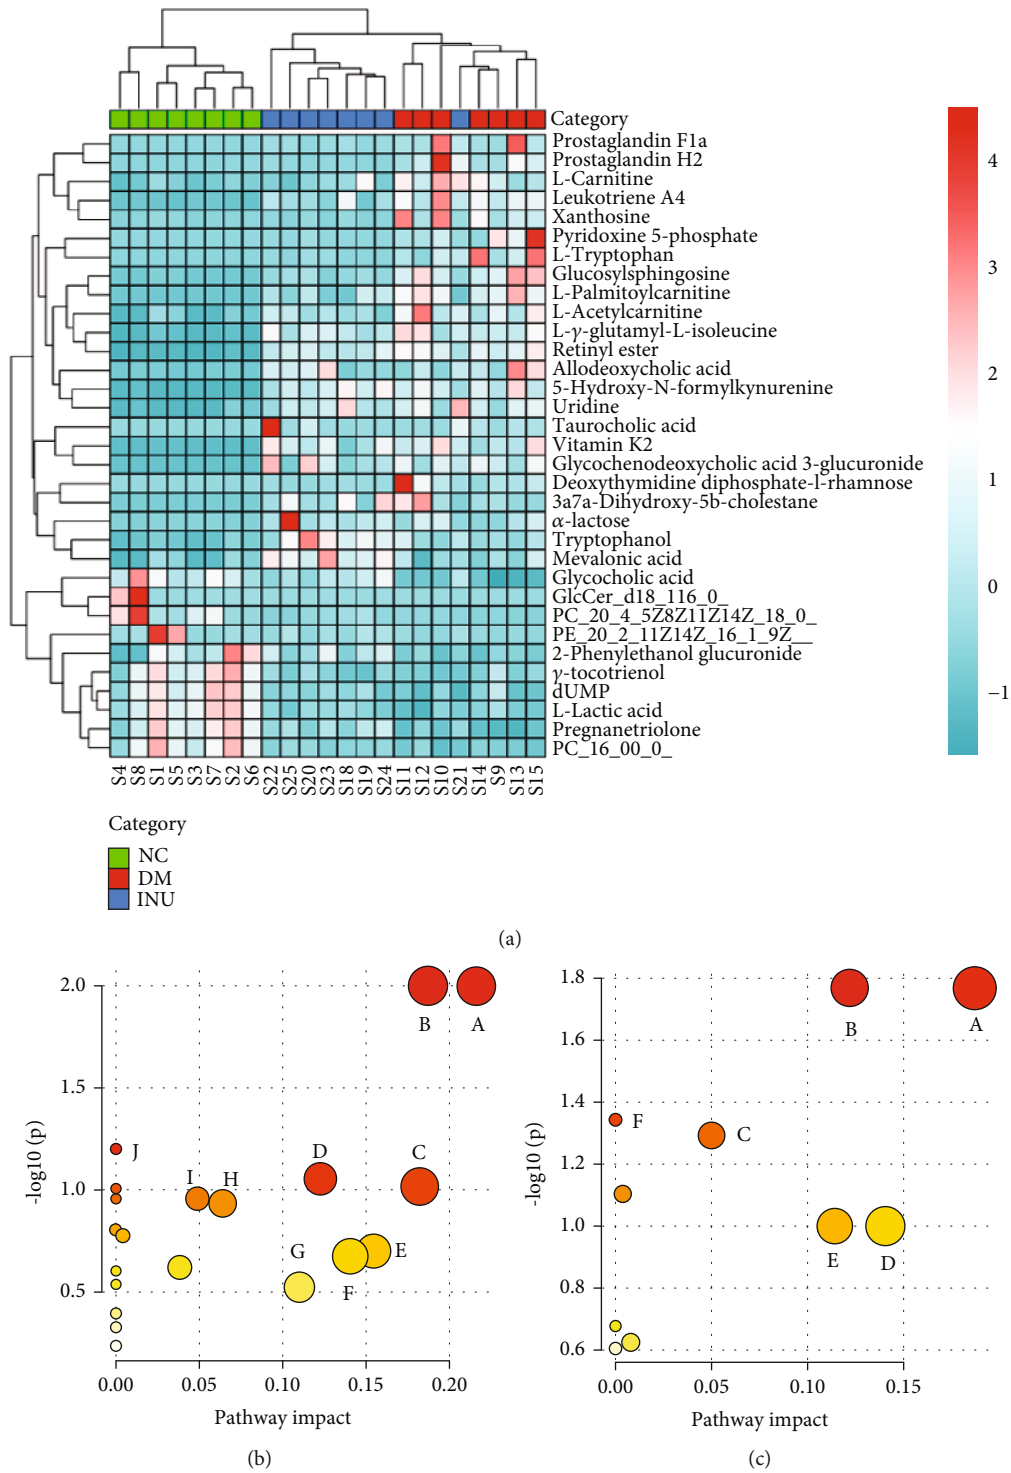 Category
Prostaglandin F1a
Prostaglandin H2
L-Carnitine
Leukotriene A4
Xanthosine
Pyridoxine 5-phosphate
L-Tryptophan
Glucosylsphingosine
L-Palmitoylcarnitine
L-Acetylcarnitine
L-γ-glutamyl-L-isoleucine
Retinyl ester
Allodeoxycholic acid
5-Hydroxy-N-formylkynurenine
Uridine
Taurocholic acid
Vitamin K2
Glycochenodeoxycholic acid 3-glucuronide
Deoxythymidine diphosphate-l-rhamnose
3a7a-Dihydroxy-5b-cholestane
α-lactose
Tryptophanol
Mevalonic acid
Glycocholic acid
GlcCer_d18_116_0_
PC_20_4_5Z8Z11Z14Z_18_0_
PE_20_2_11Z14Z_16_1_9Z__
2-Phenylethanol glucuronide
γ-tocotrienol
dUMP
L-Lactic acid
Pregnanetriolone
PC_16_00_0_
4
3
2
1
0
−1
S4 S8 S1 S5 S3 S7 S2 S6 S22 S25 S20 S23 S18 S19 S24 S11 S12 S10 S21 S14 S9 S13 S15
Category
NC
DM
INU
(a)
2.0
1.5
1.0
0.5
-log10 (p)
B A
J
D C
I H
G E
F
0.00 0.05 0.10 0.15 0.20
Pathway impact
(b)
1.8
1.6
1.4
1.2
1.0
0.8
0.6
-log10 (p)
B A
F C
E D
0.00 0.05 0.10 0.15
Pathway impact
(c)